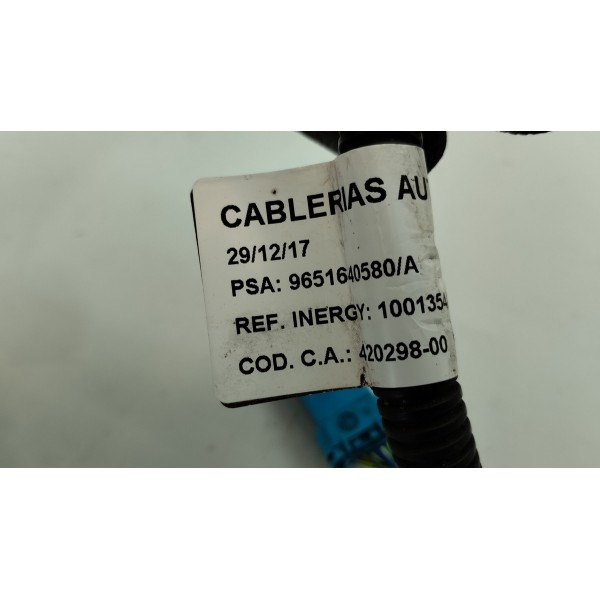 CABLERIAS AU
29/12/17
PSA: 9651640580/A
REF. INERGY: 1001354
COD. C.A.: 420298-00